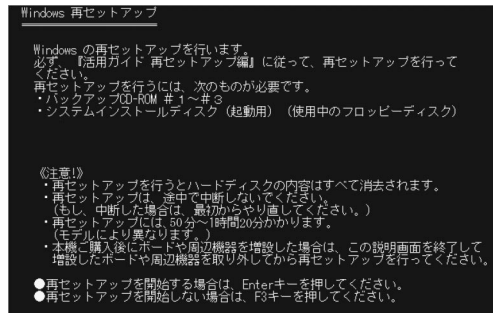 Windows 再セットアップ
Windows の再セットアップを行います。
必ず、『活用ガイド 再セットアップ編』に従って、再セットアップを行って
ください。
再セットアップを行うには、次のものが必要です。
・バックアップCD-ROM #1~#3
・システムインストールディスク（起動用）（使用中のフロッピーディスク）
《注意!》
・再セットアップを行うとハードディスクの内容はすべて消去されます。
・再セットアップは、途中で中断しないでください。
（もし、中断した場合は、最初からやり直してください。）
・再セットアップには 50分~1時間20分かかります。
（モデルにより異なります。）
・本機ご購入後にボードや周辺機器を増設した場合は、この説明画面を終了して
増設したボードや周辺機器を取り外してから再セットアップを行ってください。
●再セットアップを開始する場合は、Enterキーを押してください。
●再セットアップを開始しない場合は、F3キーを押してください。